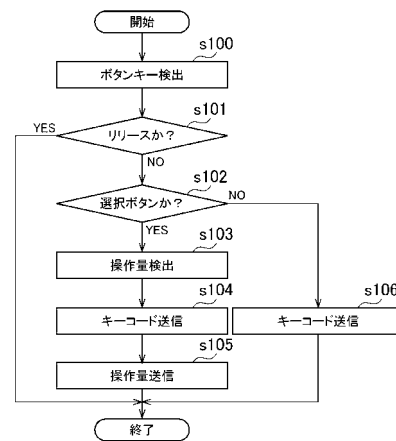 開始
s100
ボタンキー検出
s101
YES
リリースか？
NO
s102
選択ボタンか？
NO
YES
s103
操作量検出
s104
キーコード送信
s106
キーコード送信
s105
操作量送信
終了